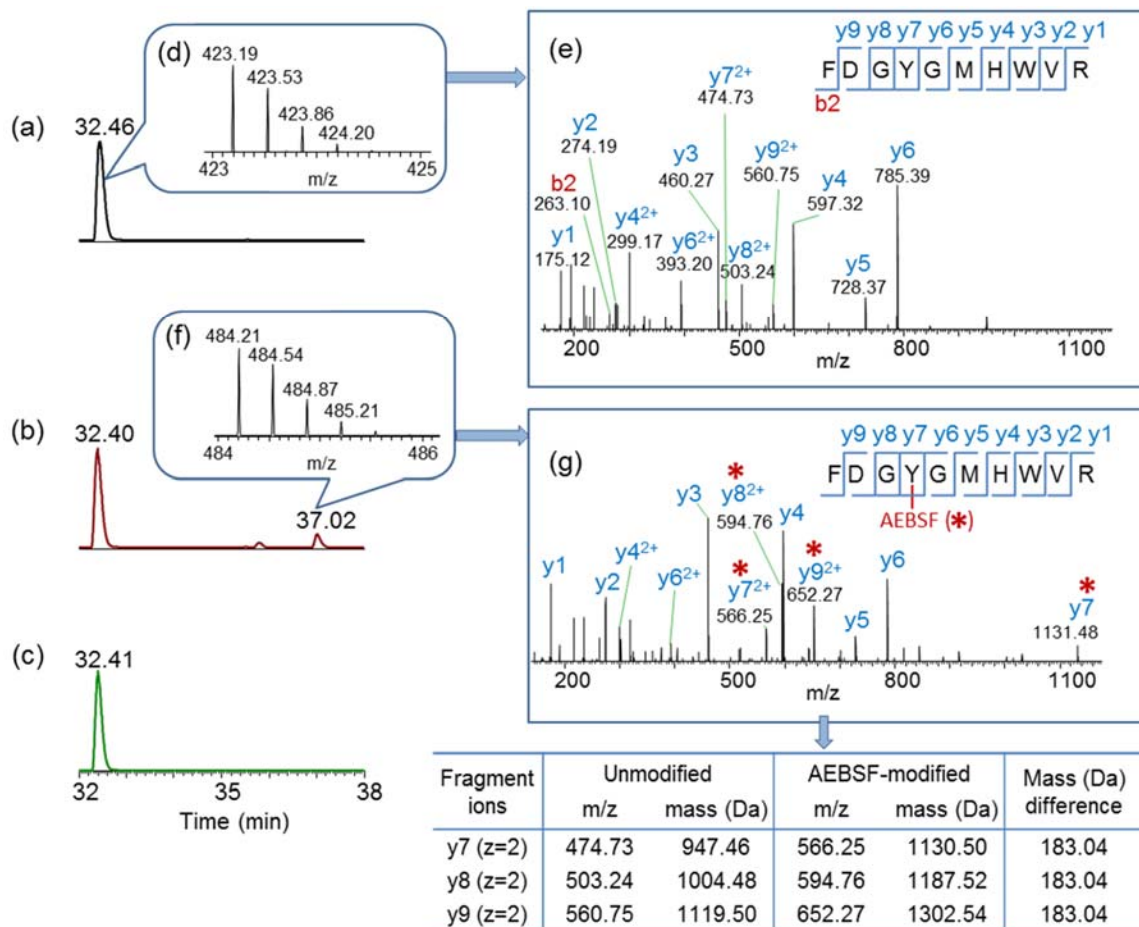 (a)
32.46
(d)
423.19
423.53
423.86
424.20
423
425
m/z
(e)
y9 y8 y7 y6 y5 y4 y3 y2 y1
F D G Y G M H W V R
b2
y7²⁺
474.73
y2
274.19
b2
263.10
y1
175.12
y4²⁺
299.17
y3
460.27
y6²⁺
393.20
y9²⁺
560.75
y8²⁺
503.24
y4
597.32
y5
728.37
y6
785.39
200 500 800 1100
m/z
(b)
32.40
37.02
(f)
484.21
484.54
484.87
485.21
484
486
m/z
(g)
y9 y8 y7 y6 y5 y4 y3 y2 y1
F D G Y G M H W V R
AEBSF (*)
y1
y2
y4²⁺
y6²⁺
y3
*
y8²⁺
594.76
*
y7²⁺
566.25
y4
*
y9²⁺
652.27
y5
y6
*
y7
1131.48
200 500 800 1100
m/z
(c)
32.41
32 35 38
Time (min)
Fragment ions Unmodified AEBSF-modified Mass (Da) difference
m/z mass (Da) m/z mass (Da)
y7 (z=2) 474.73 947.46 566.25 1130.50 183.04
y8 (z=2) 503.24 1004.48 594.76 1187.52 183.04
y9 (z=2) 560.75 1119.50 652.27 1302.54 183.04